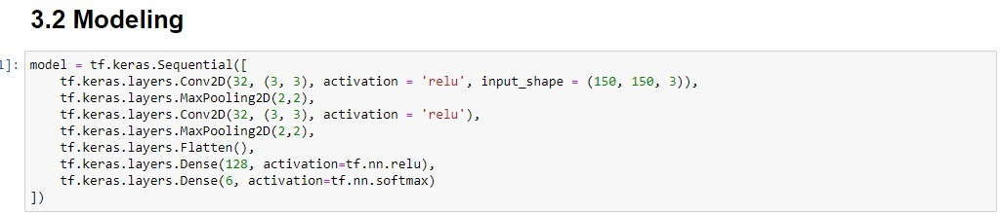 3.2 Modeling
]: model = tf.keras.Sequential([
    tf.keras.layers.Conv2D(32, (3, 3), activation = 'relu', input_shape = (150, 150, 3)),
    tf.keras.layers.MaxPooling2D(2,2),
    tf.keras.layers.Conv2D(32, (3, 3), activation = 'relu'),
    tf.keras.layers.MaxPooling2D(2,2),
    tf.keras.layers.Flatten(),
    tf.keras.layers.Dense(128, activation=tf.nn.relu),
    tf.keras.layers.Dense(6, activation=tf.nn.softmax)
])